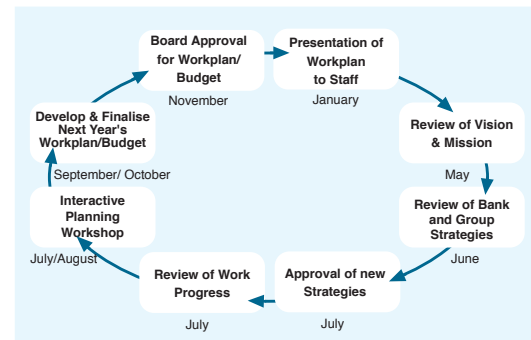 Board Approval
for Workplan/
Budget
November
Presentation of
Workplan
to Staff
January
Review of Vision
& Mission
May
Review of Bank
and Group
Strategies
June
Approval of new
Strategies
July
Review of Work
Progress
July
Interactive
Planning
Workshop
July/August
Develop & Finalise
Next Year's
Workplan/Budget
September/ October